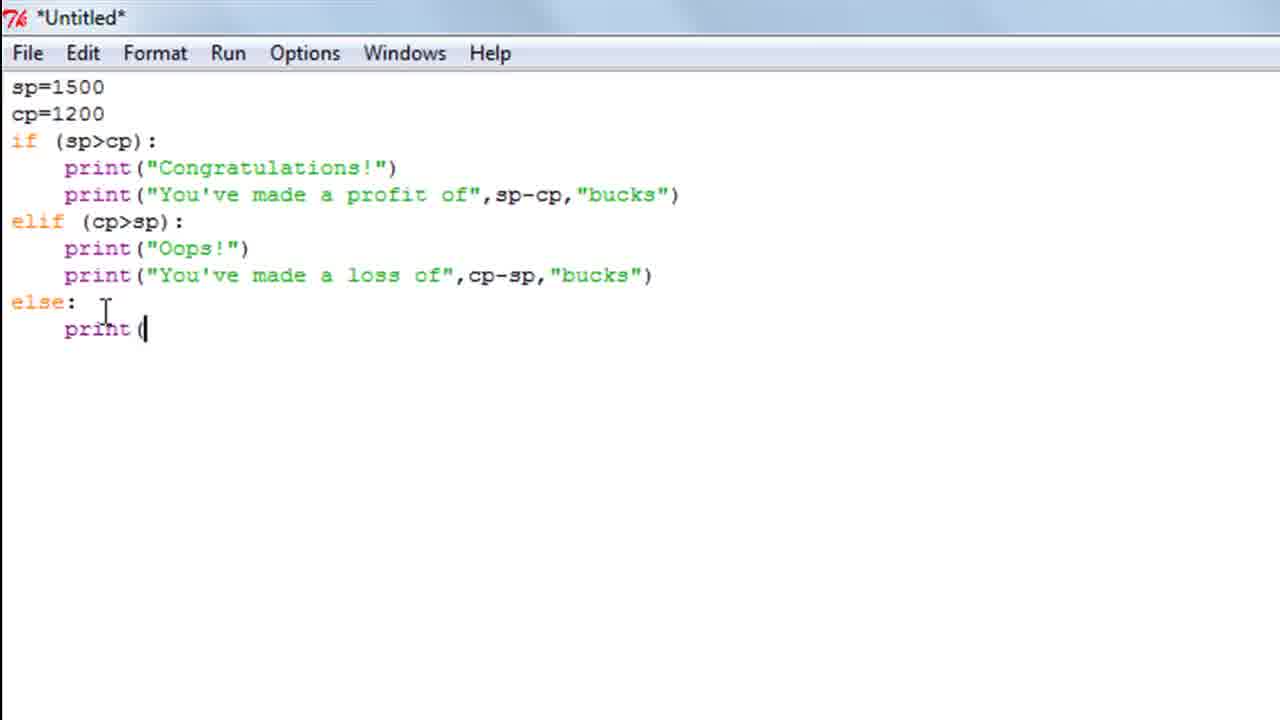 *Untitled*
File Edit Format Run Options Windows Help
sp=1500
cp=1200
if (sp>cp):
    print("Congratulations!")
    print("You've made a profit of",sp-cp,"bucks")
elif (cp>sp):
    print("Oops!")
    print("You've made a loss of",cp-sp,"bucks")
else:
    print(